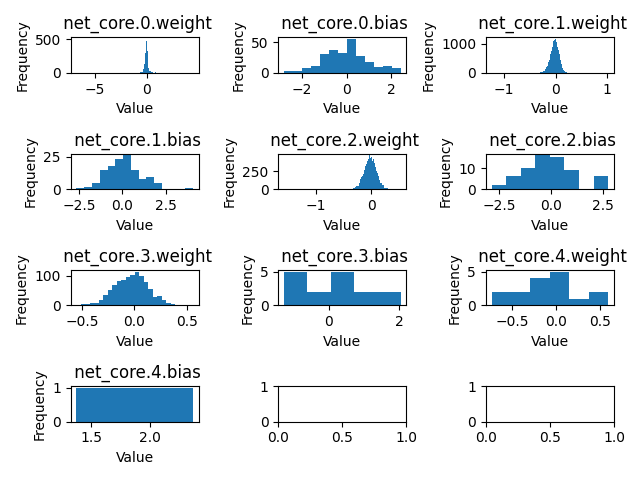 net_core.0.weight
net_core.0.bias
net_core.1.weight
Frequency
500
0
Frequency
50
0
Frequency
1000
0
−5
0
−2
0
2
−1
0
1
Value
Value
Value
net_core.1.bias
net_core.2.weight
net_core.2.bias
Frequency
25
0
Frequency
250
0
Frequency
10
0
−2.5
0.0
2.5
−1
0
−2.5
0.0
2.5
Value
Value
Value
net_core.3.weight
net_core.3.bias
net_core.4.weight
Frequency
100
0
Frequency
5
0
Frequency
5
0
−0.5
0.0
0.5
0
2
−0.5
0.0
0.5
Value
Value
Value
net_core.4.bias
Frequency
1
0
1
0
1
0
1.5
2.0
0.0
0.5
1.0
0.0
0.5
1.0
Value